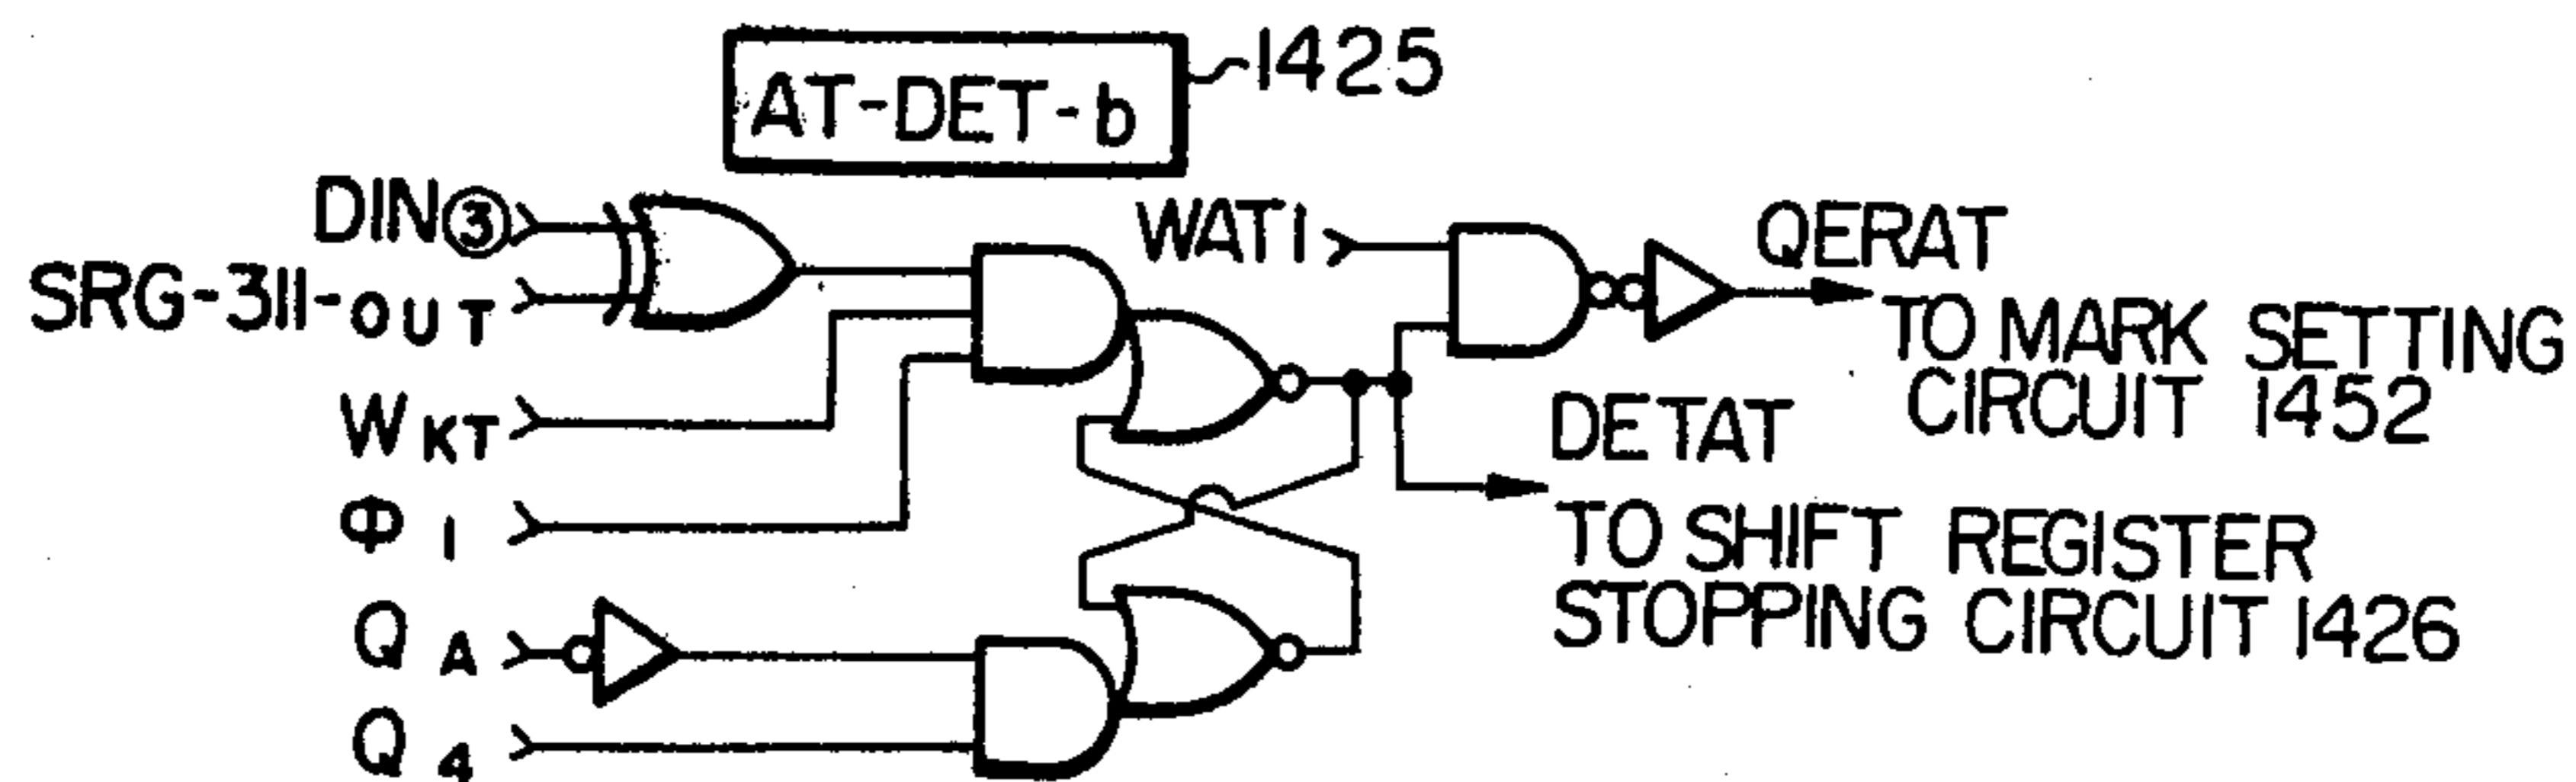 1425
AT-DET-b
DIN③
SRG-311-OUT
WKT
Φ1
QA
Q4
WAT1
QERAT
TO MARK SETTING
CIRCUIT 1452
DETAT
TO SHIFT REGISTER
STOPPING CIRCUIT 1426